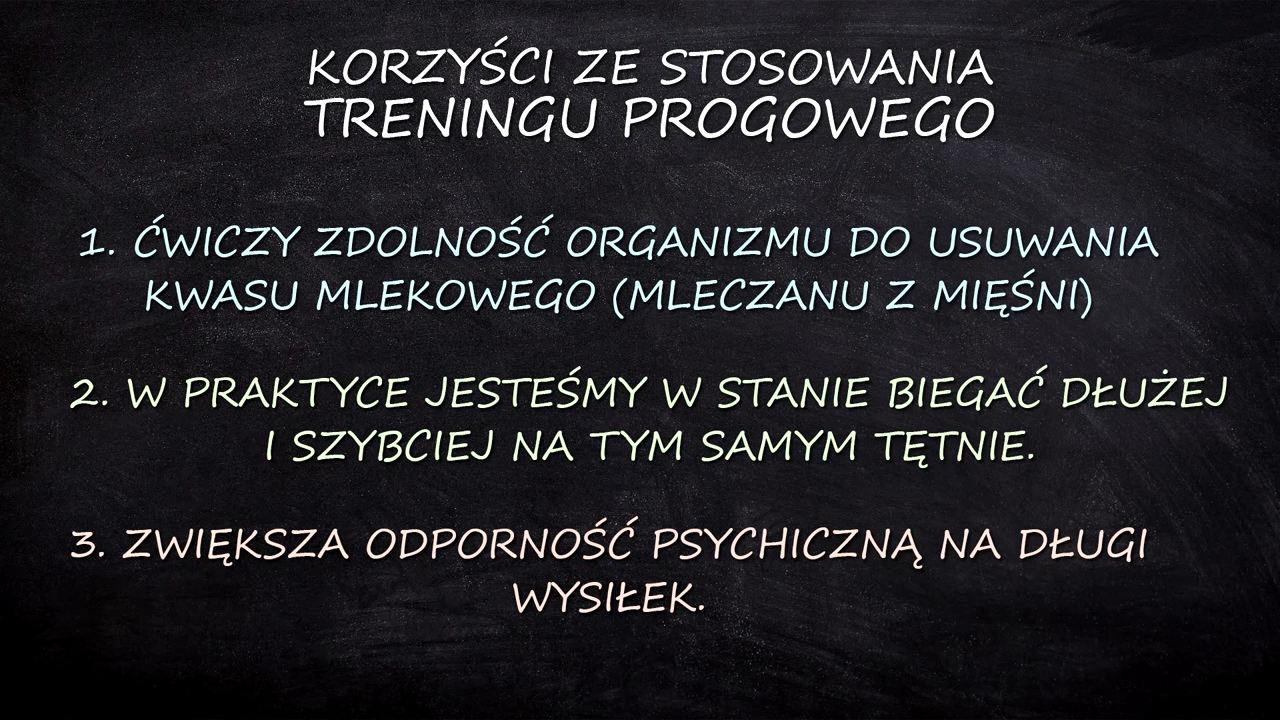 KORZYŚCI ZE STOSOWANIA
TRENINGU PROGOWEGO
1. ĆWICZY ZDOLNOŚĆ ORGANIZMU DO USUWANIA
KWASU MLEKOWEGO (MLECZANU Z MIĘŚNI)
2. W PRAKTYCE JESTEŚMY W STANIE BIEGAĆ DŁUŻEJ
I SZYBCIEJ NA TYM SAMYM TĘTNIE.
3. ZWIĘKSZA ODPORNOŚĆ PSYCHICZNĄ NA DŁUGI
WYSIŁEK.